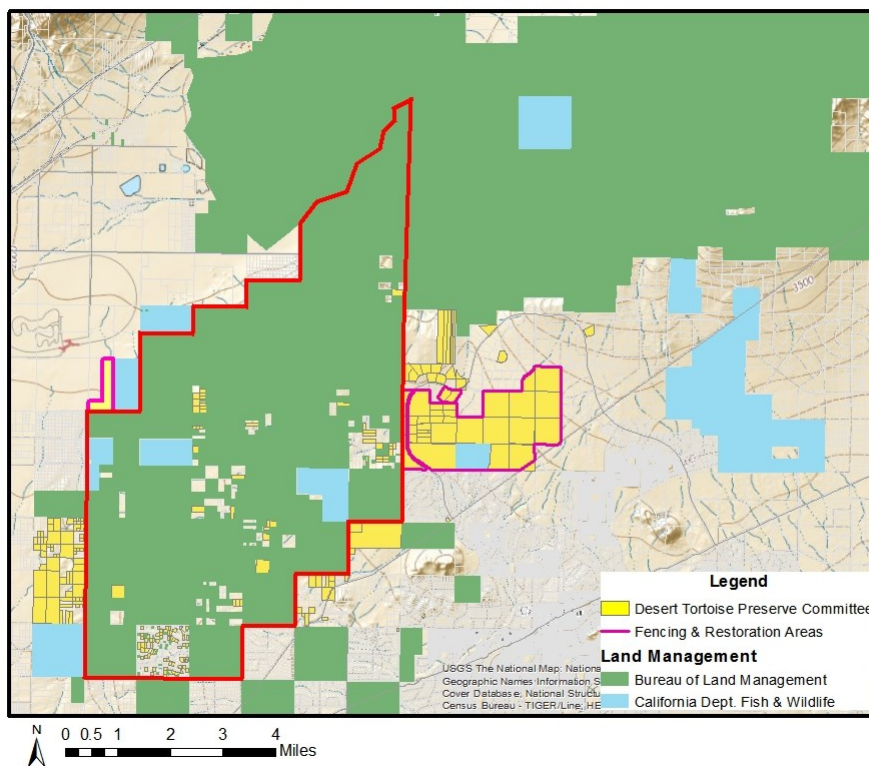 3500
Legend
Desert Tortoise Preserve Committee
Fencing & Restoration Areas
Land Management
Bureau of Land Management
California Dept. Fish & Wildlife
USGS The National Map: Nationa
Geographic Names Information S
Cover Database, National Structu
Census Bureau - TIGER/Line; HE
N
0 0.5 1 2 3 4
Miles